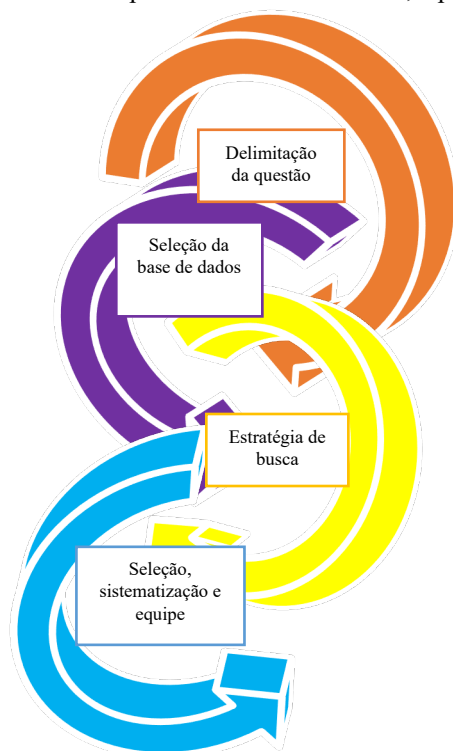 Delimitação
da questão
Seleção da
base de dados
Estratégia de
busca
Seleção,
sistematização e
equipe